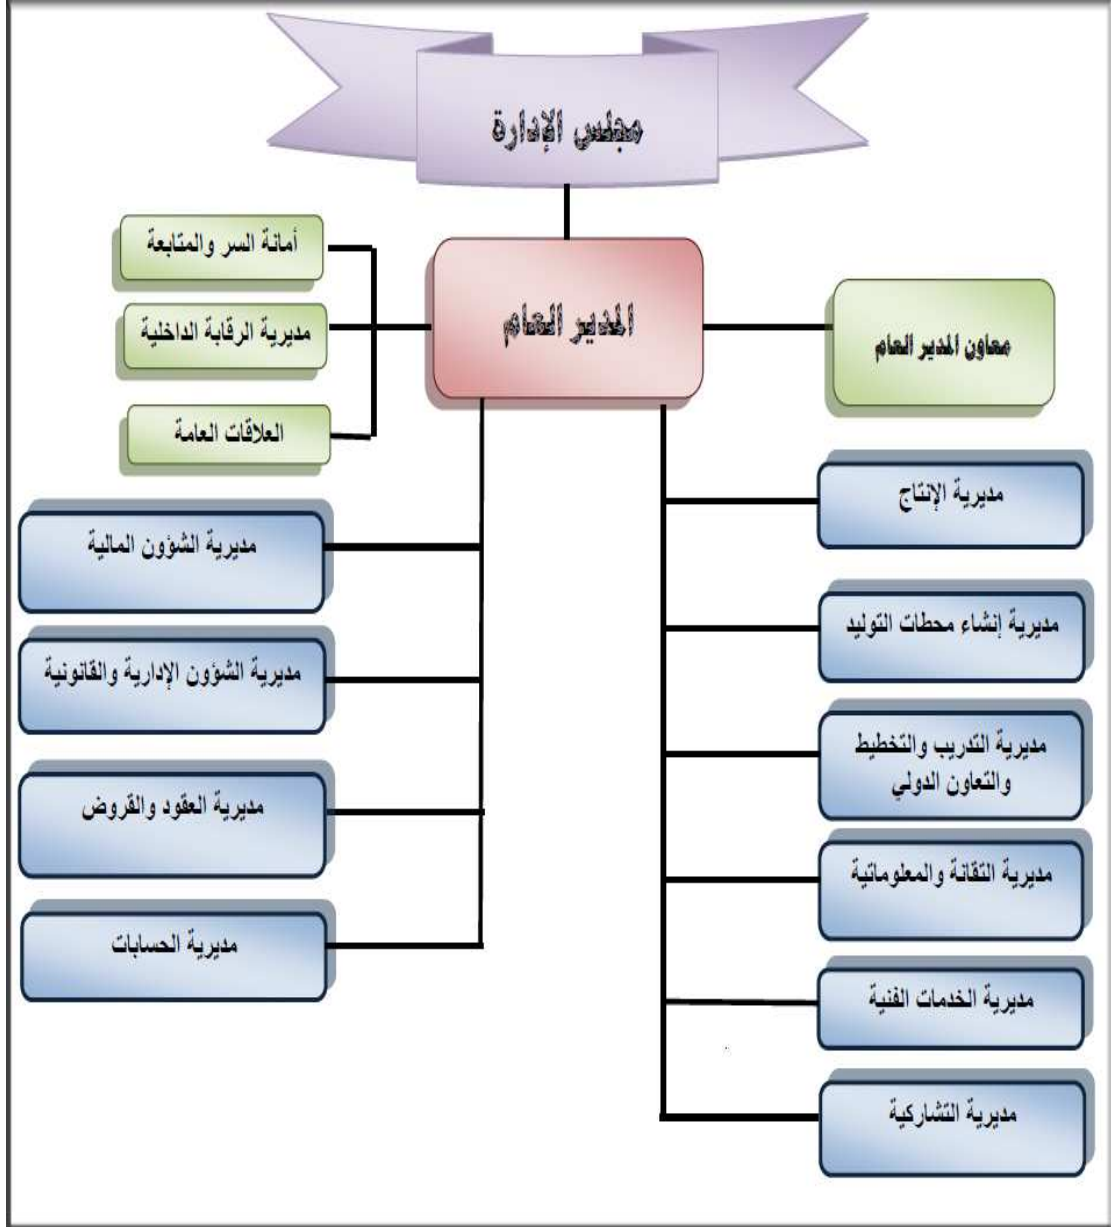 مجلس الإدارة
المدير العام
معاون المدير العام
أمانة السر والمتابعة
مديرية الرقابة الداخلية
العلاقات العامة
مديرية الإنتاج
مديرية إنشاء محطات التوليد
مديرية التدريب والتخطيط
والتعاون الدولي
مديرية التقانة والمعلوماتية
مديرية الخدمات الفنية
مديرية التشاركية
مديرية الشؤون المالية
مديرية الشؤون الإدارية والقانونية
مديرية العقود والقروض
مديرية الحسابات